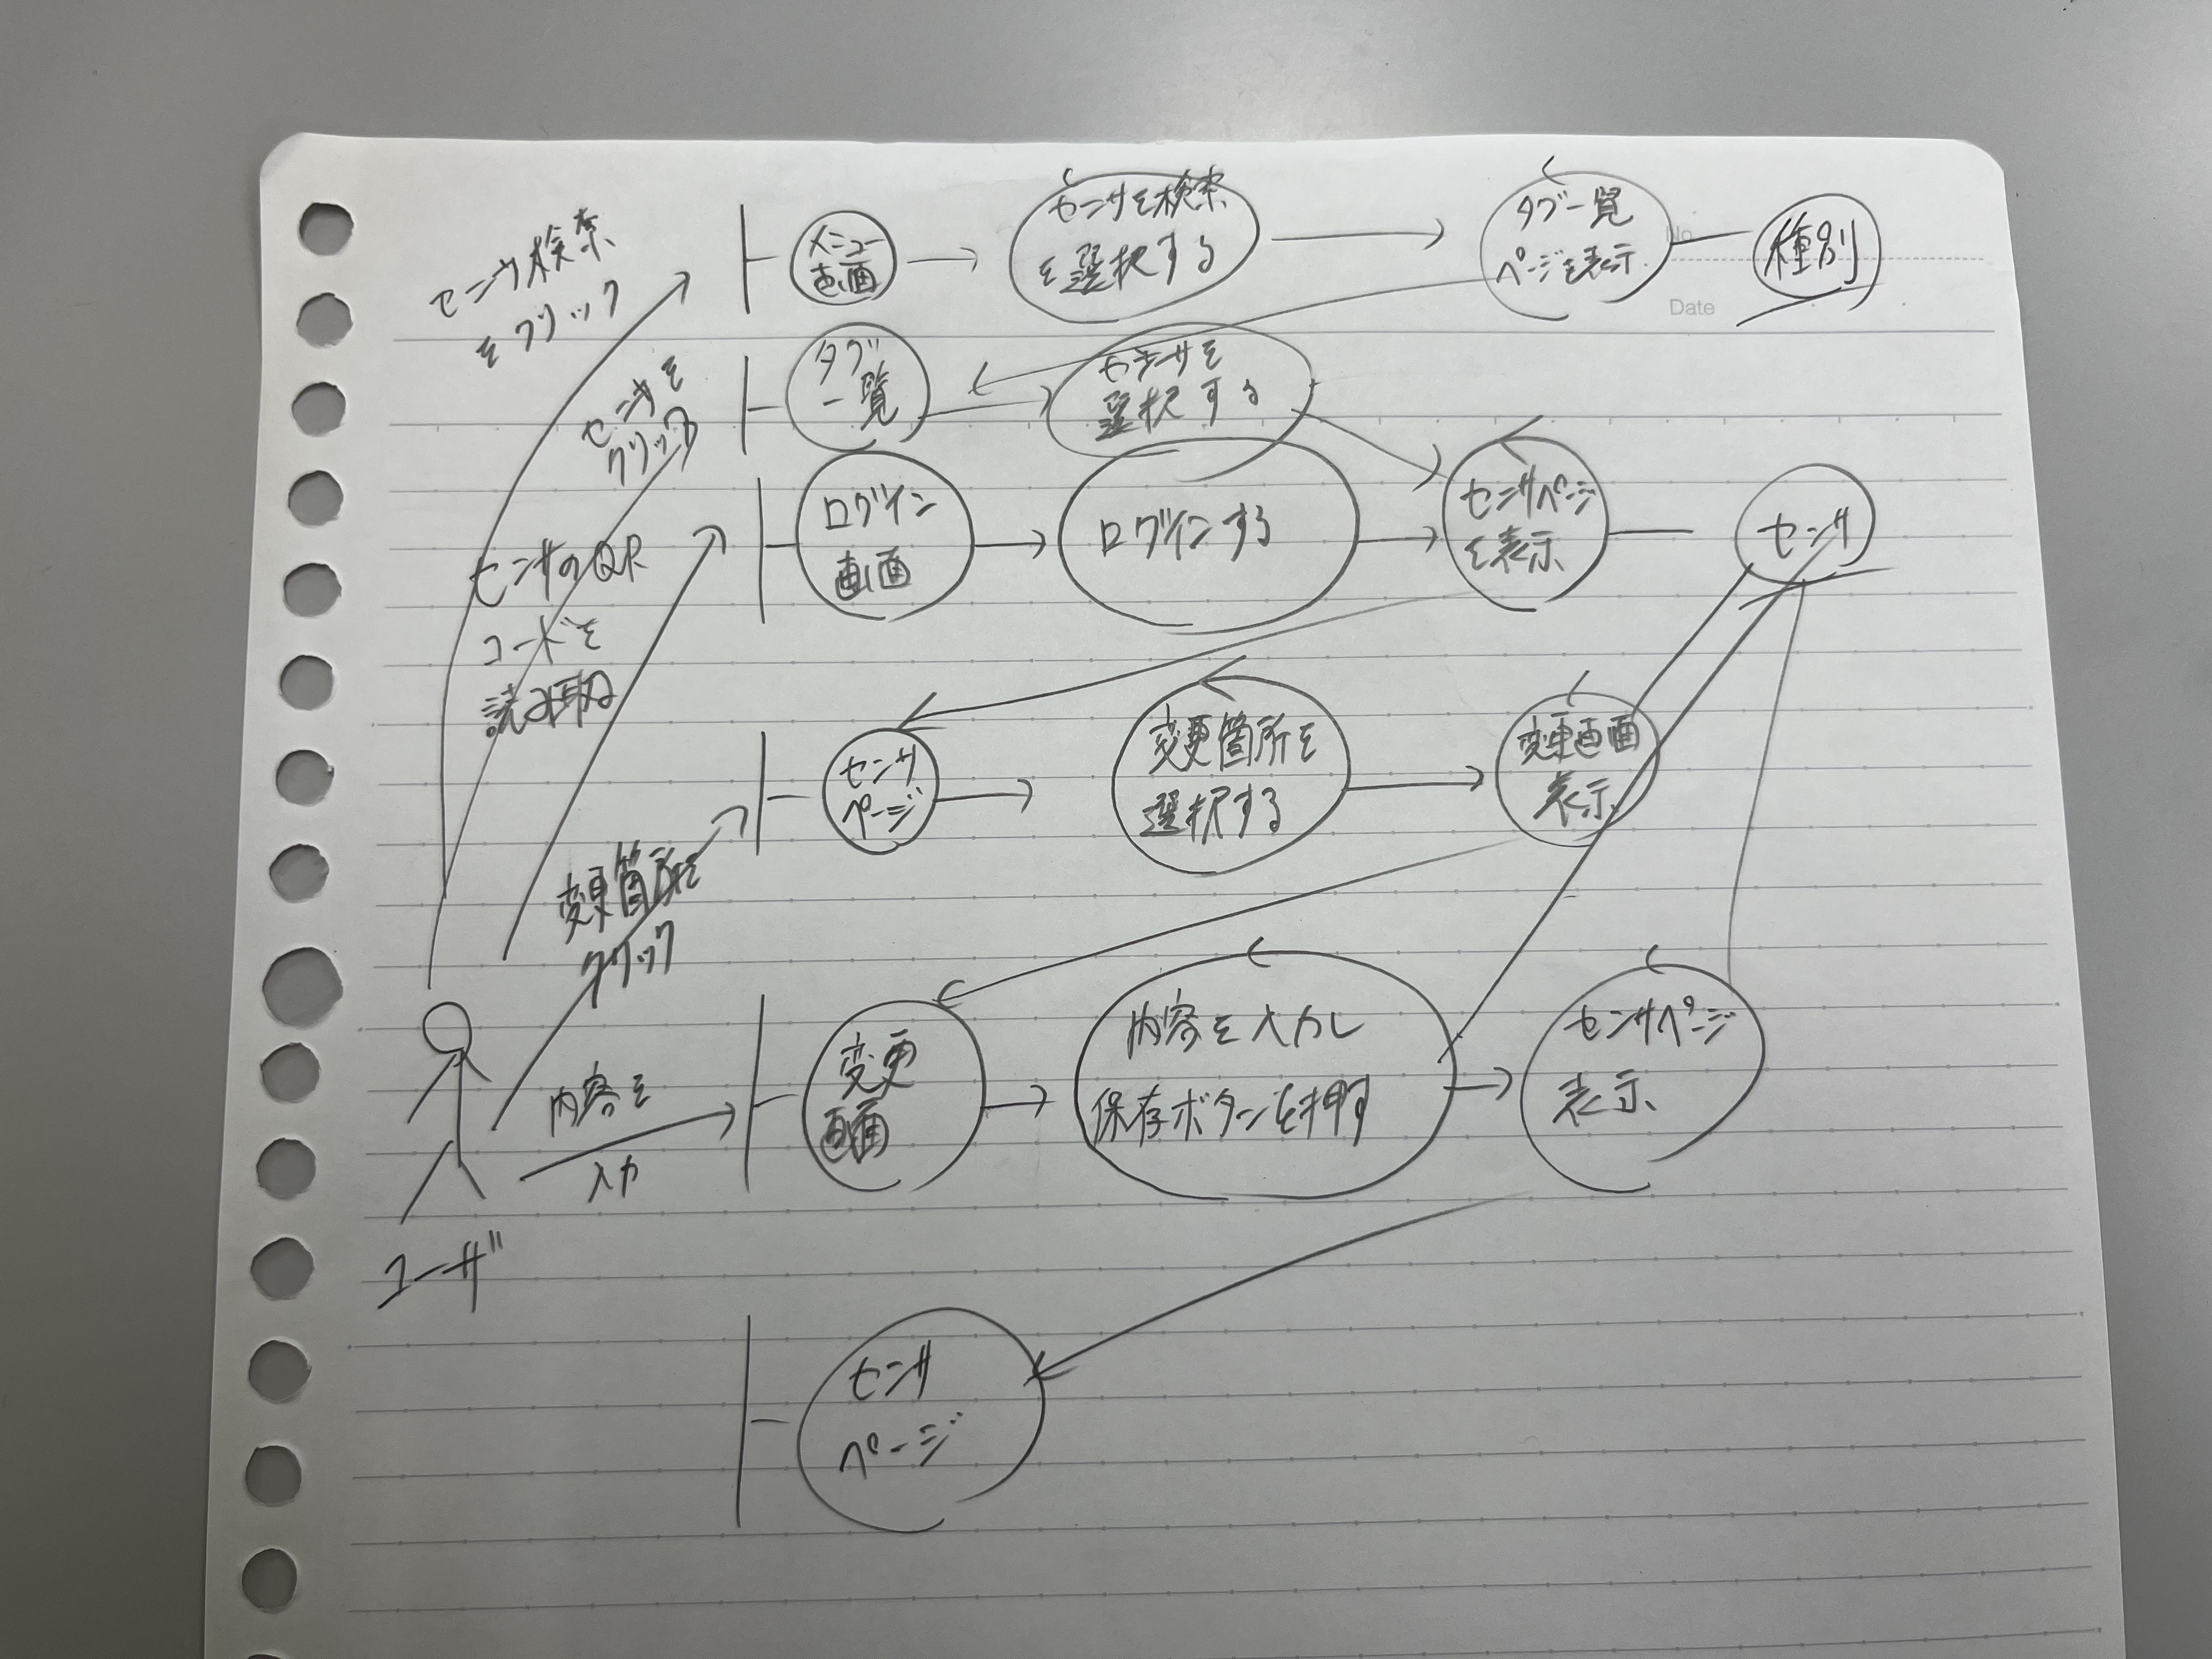 センサ検索
をクリック
メニュー
画面
センサを検索
を選択する
タブ一覧
ページを表示
種別
No.
Date
センサを
クリック
タブ
一覧
センサを
選択する
センサのQR
コードを
読み取る
ログイン
画面
ログインする
センサページ
を表示
センサ
変更箇所を
クリック
センサ
ページ
変更箇所を
選択する
変更画面
表示
内容を
入力
変更
画面
内容を入力し
保存ボタンを押す
センサページ
表示
ユーザ
センサ
ページ